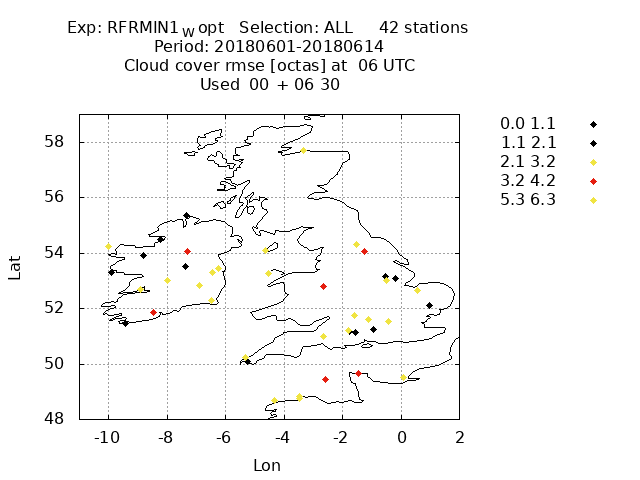 Exp: RFRMIN1_W opt Selection: ALL 42 stations
Period: 20180601-20180614
Cloud cover rmse [octas] at 06 UTC
Used 00 + 06 30
0.0 1.1
1.1 2.1
2.1 3.2
3.2 4.2
5.3 6.3
58
56
54
52
50
48
Lat
-10 -8 -6 -4 -2 0 2
Lon